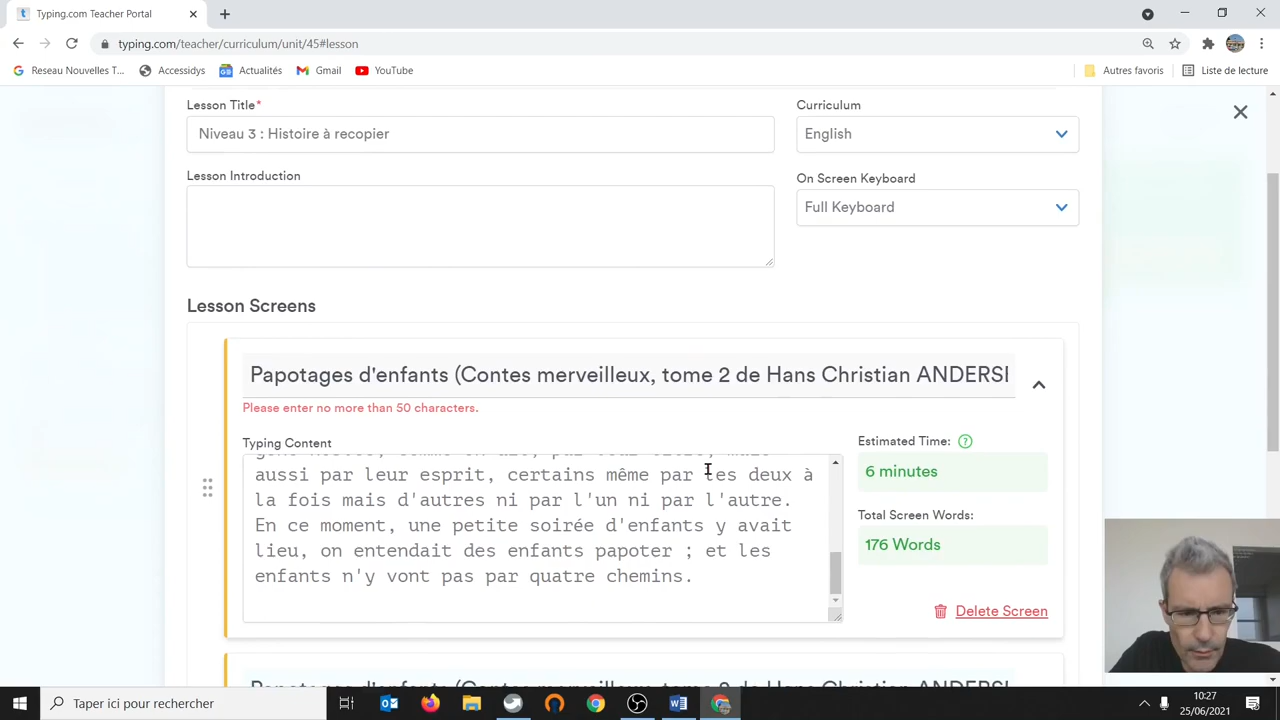 Typing.com Teacher Portal
typing.com/teacher/curriculum/unit/45#lesson
Reseau Nouvelles T... Accessidys Actualités Gmail YouTube Autres favoris Liste de lecture
Lesson Title* Curriculum
Niveau 3 : Histoire à recopier English
Lesson Introduction On Screen Keyboard
Full Keyboard
Lesson Screens
Papotages d'enfants (Contes merveilleux, tome 2 de Hans Christian ANDERSI
Please enter no more than 50 characters.
Typing Content
Estimated Time: ?
6 minutes
Total Screen Words:
176 Words
Delete Screen
aussi par leur esprit, certains même par les deux à
la fois mais d'autres ni par l'un ni par l'autre.
En ce moment, une petite soirée d'enfants y avait
lieu, on entendait des enfants papoter ; et les
enfants n'y vont pas par quatre chemins.
Taper ici pour rechercher
10:27
25/06/2021